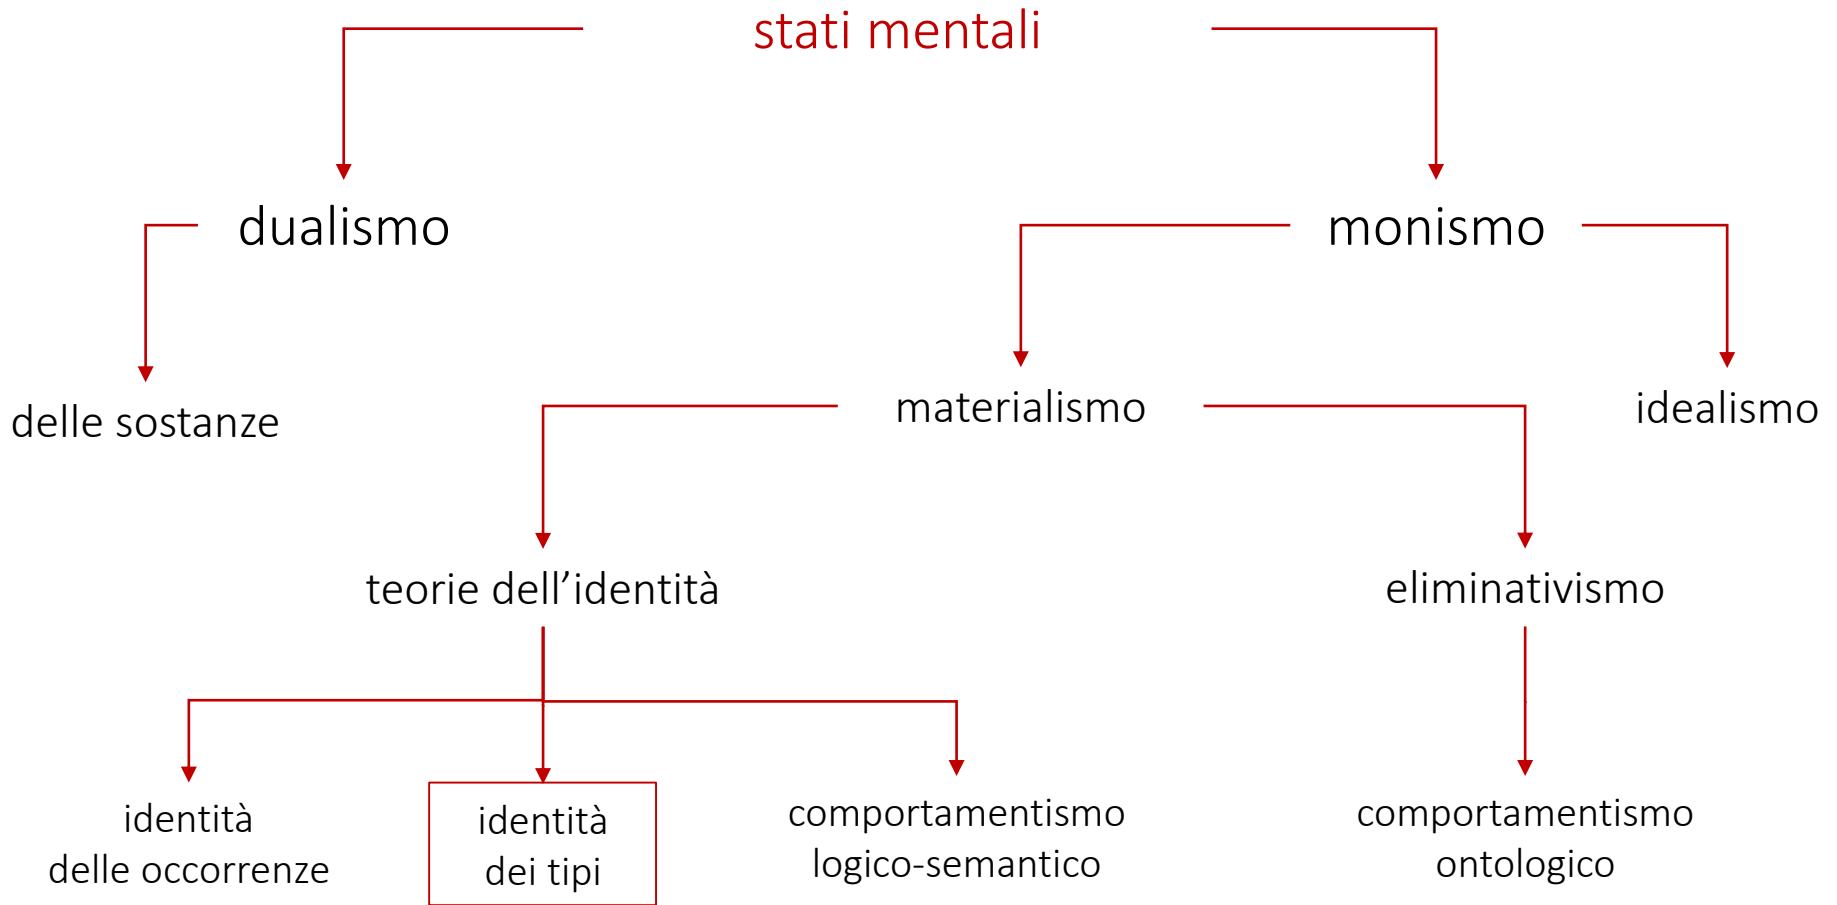 stati mentali
dualismo
monismo
delle sostanze
materialismo
idealismo
teorie dell’identità
eliminativismo
identità
delle occorrenze
identità
dei tipi
comportamentismo
logico-semantico
comportamentismo
ontologico